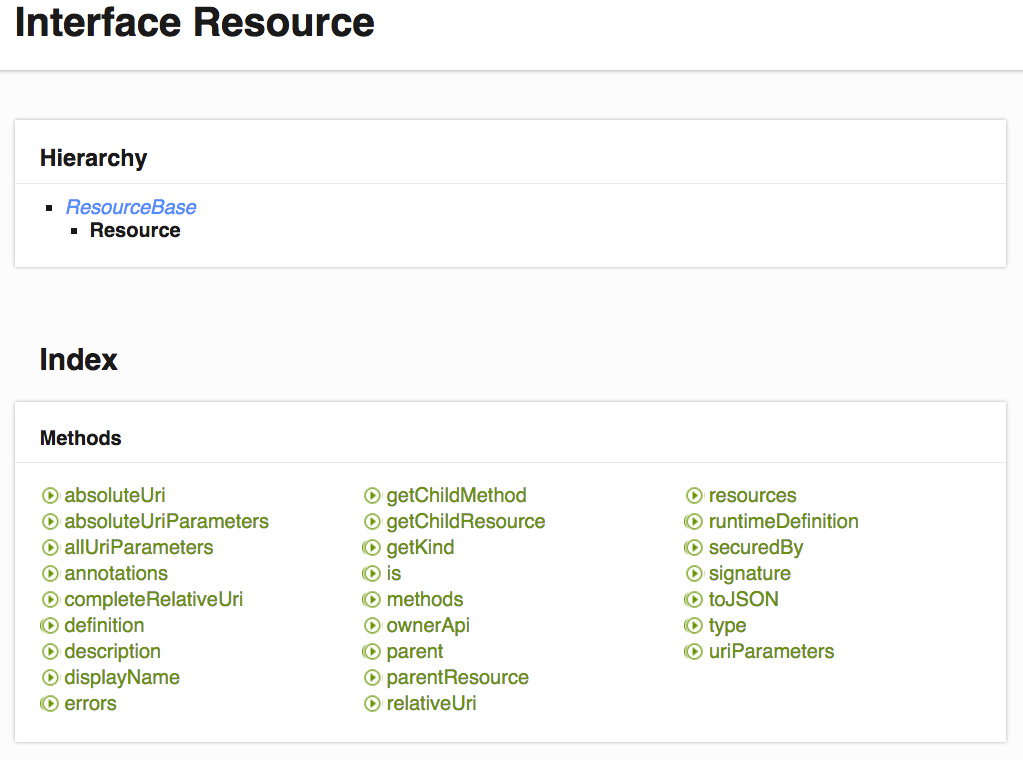 Interface Resource
Hierarchy
ResourceBase
Resource
Index
Methods
absoluteUri
absoluteUriParameters
allUriParameters
annotations
completeRelativeUri
definition
description
displayName
errors
getChildMethod
getChildResource
getKind
is
methods
ownerApi
parent
parentResource
relativeUri
resources
runtimeDefinition
securedBy
signature
toJSON
type
uriParameters